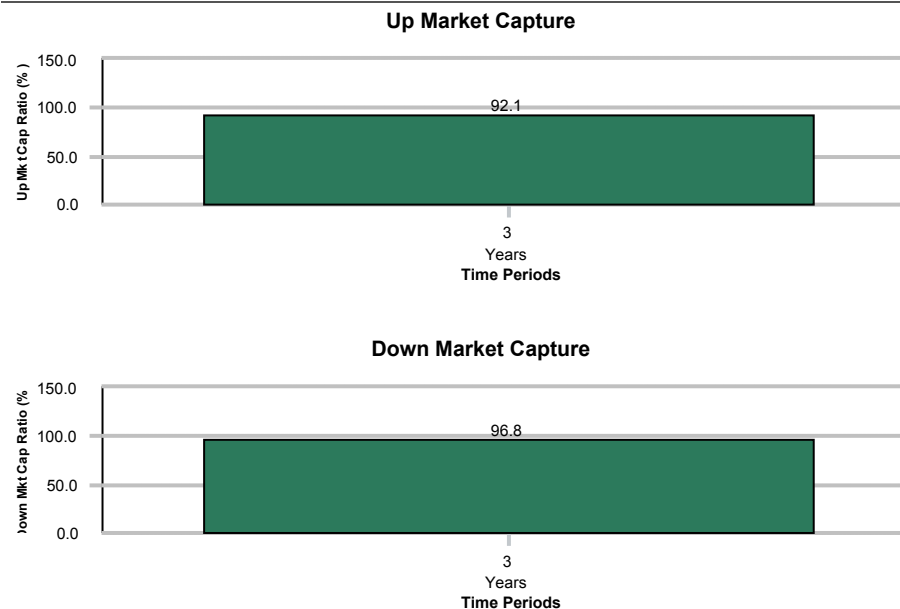 Up Market Capture
Up Mkt Cap Ratio (% )
150.0
100.0
50.0
0.0
92.1
3
Years
Time Periods
Down Market Capture
Down Mkt Cap Ratio (%
150.0
100.0
50.0
0.0
96.8
3
Years
Time Periods